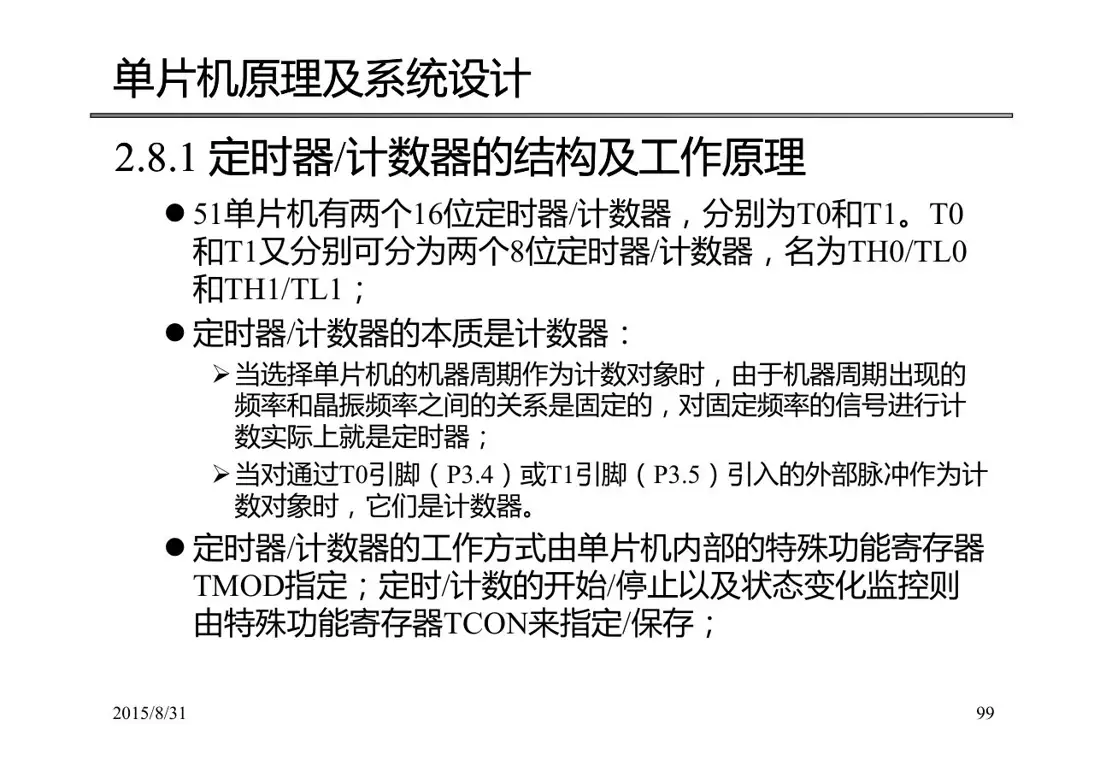 单片机原理及系统设计
2.8.1 定时器/计数器的结构及工作原理
● 51单片机有两个16位定时器/计数器，分别为T0和T1。T0
和T1又分别可分为两个8位定时器/计数器，名为TH0/TL0
和TH1/TL1；
● 定时器/计数器的本质是计数器：
➢ 当选择单片机的机器周期作为计数对象时，由于机器周期出现的
频率和晶振频率之间的关系是固定的，对固定频率的信号进行计
数实际上就是定时器；
➢ 当对通过T0引脚（P3.4）或T1引脚（P3.5）引入的外部脉冲作为计
数对象时，它们是计数器。
● 定时器/计数器的工作方式由单片机内部的特殊功能寄存器
TMOD指定；定时/计数的开始/停止以及状态变化监控则
由特殊功能寄存器TCON来指定/保存；
2015/8/31
99